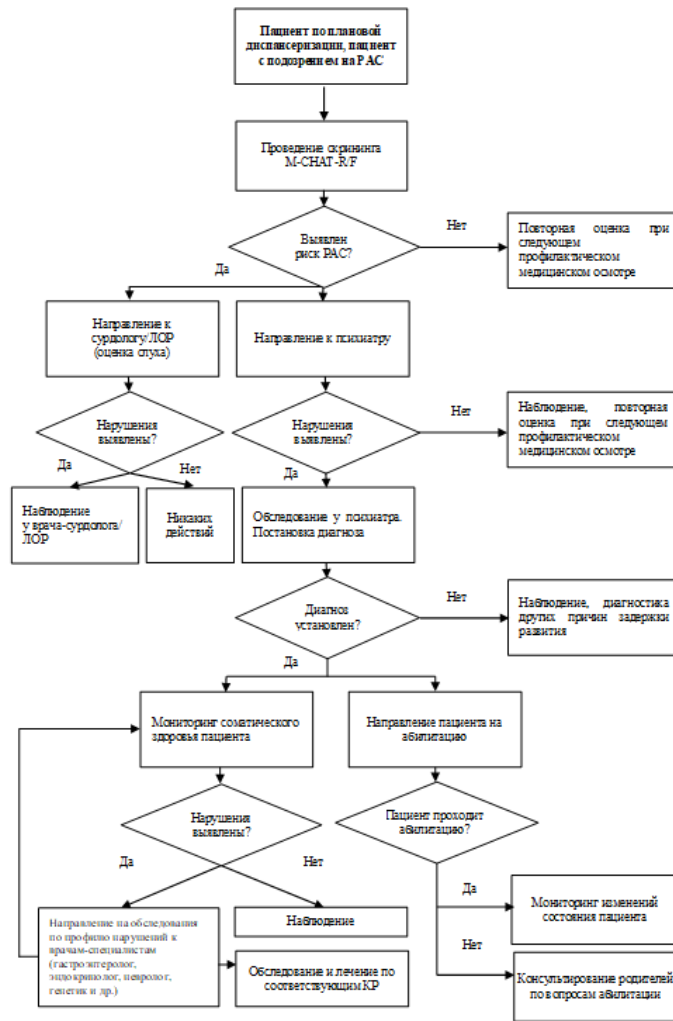 Пациент по плановой
диспансеризации, пациент
с подозрением на РАС
Проведение скрининга
M-CHAT-R/F
Выявлен
риск РАС?
Нет
Повторная оценка при
следующем
профилактическом
медицинском осмотре
Да
Направление к
сурдологу/ЛОР
(оценка слуха)
Направление к психиатру
Нарушения
выявлены?
Нарушения
выявлены?
Нет
Наблюдение, повторная
оценка при следующем
профилактическом
медицинском осмотре
Да
Нет
Да
Наблюдение
у врача-сурдолога/
ЛОР
Никаких
действий
Обследование у психиатра.
Постановка диагноза
Диагноз
установлен?
Нет
Наблюдение, диагностика
других причин задержки
развития
Да
Мониторинг соматического
здоровья пациента
Направление пациента на
абилитацию
Нарушения
выявлены?
Пациент проходит
абилитацию?
Да
Нет
Да
Мониторинг изменений
состояния пациента
Направление на обследования
по профилю нарушений к
врачам-специалистам
(гастроэнтеролог,
эндокринолог, невролог,
генетик и др.)
Наблюдение
Обследование и лечение по
соответствующим КР
Нет
Консультирование родителей
по вопросам абилитации